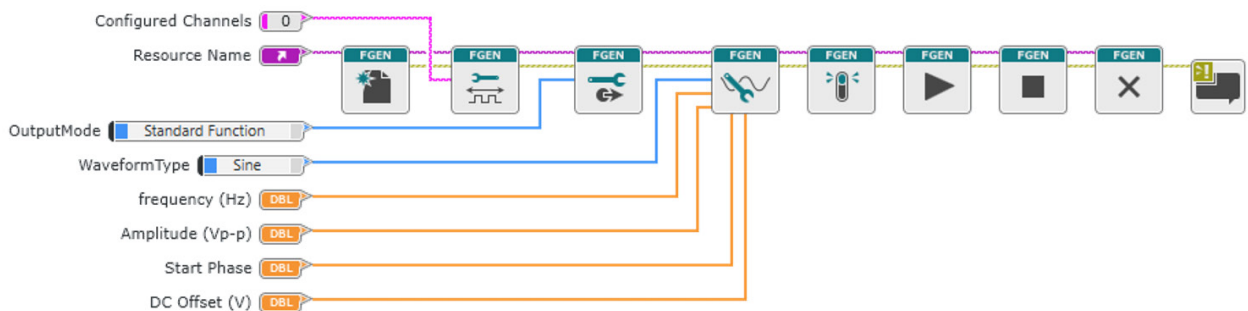 Configured Channels 0
Resource Name
FGEN FGEN FGEN FGEN FGEN FGEN FGEN FGEN
OutputMode Standard Function
WaveformType Sine
frequency (Hz) DBL
Amplitude (Vp-p) DBL
Start Phase DBL
DC Offset (V) DBL